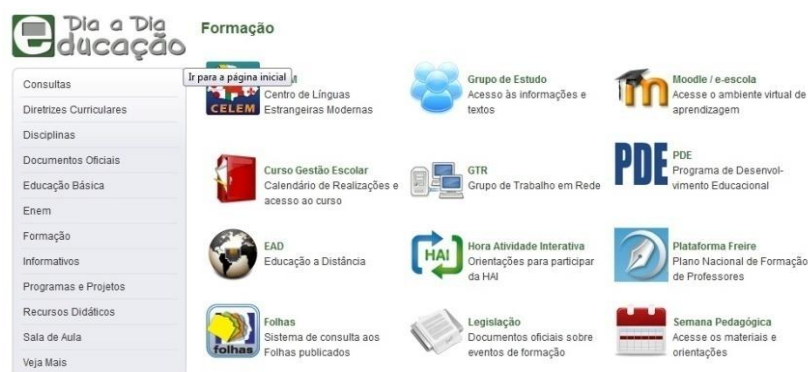 Dia a Dia
educação
Formação
Ir para a página inicial
Consultas
Diretrizes Curriculares
Disciplinas
Documentos Oficiais
Educação Básica
Enem
Formação
Informativos
Programas e Projetos
Recursos Didáticos
Sala de Aula
Veja Mais
CELEM
Centro de Línguas
Estrangeiras Modernas
Grupo de Estudo
Acesso às informações e
textos
Moodle / e-escola
Acesse o ambiente virtual de
aprendizagem
Curso Gestão Escolar
Calendário de Realizações e
acesso ao curso
GTR
Grupo de Trabalho em Rede
PDE
PDE
Programa de Desenvol-
vimento Educacional
EAD
Educação a Distância
HAI
Hora Atividade Interativa
Orientações para participar
da HAI
Plataforma Freire
Plano Nacional de Formação
de Professores
folhas
Folhas
Sistema de consulta aos
Folhas publicados
Legislação
Documentos oficiais sobre
eventos de formação
Semana Pedagógica
Acesse os materiais e
orientações